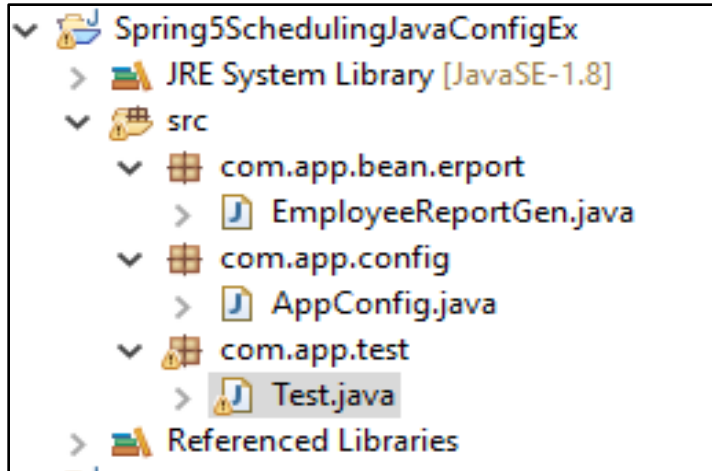 Spring5SchedulingJavaConfigEx
JRE System Library [JavaSE-1.8]
src
com.app.bean.erport
EmployeeReportGen.java
com.app.config
AppConfig.java
com.app.test
Test.java
Referenced Libraries